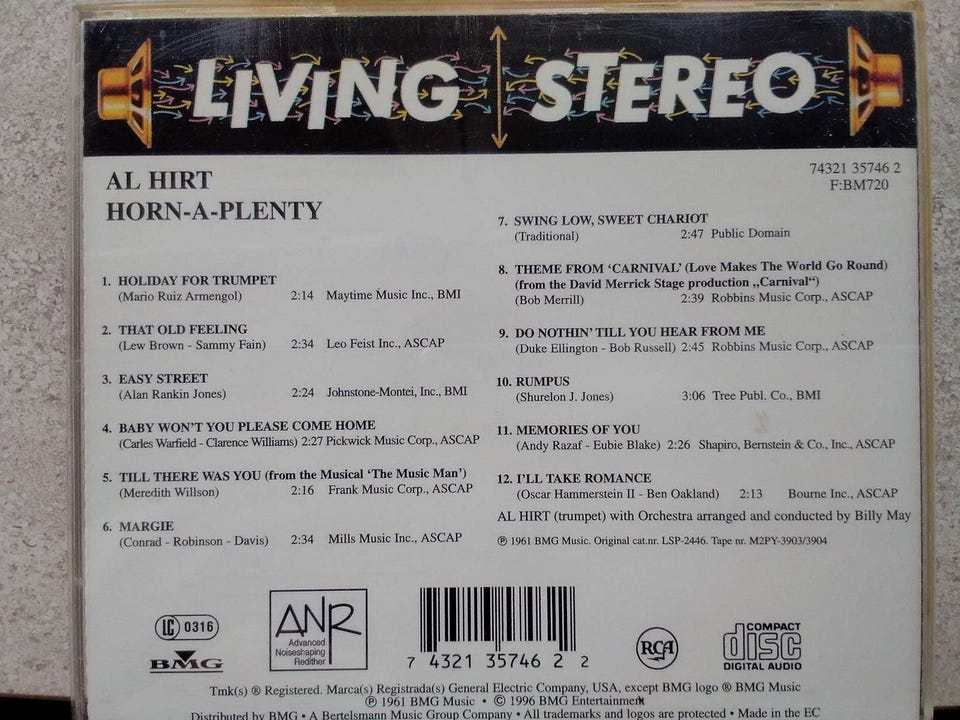 LIVING STEREO
AL HIRT
HORN-A-PLENTY
74321 35746 2
F:BM720
1. HOLIDAY FOR TRUMPET
(Mario Ruiz Armengol) 2:14 Maytime Music Inc., BMI
2. THAT OLD FEELING
(Lew Brown - Sammy Fain) 2:34 Leo Feist Inc., ASCAP
3. EASY STREET
(Alan Rankin Jones) 2:24 Johnstone-Montei, Inc., BMI
4. BABY WON'T YOU PLEASE COME HOME
(Carles Warfield - Clarence Williams) 2:27 Pickwick Music Corp., ASCAP
5. TILL THERE WAS YOU (from the Musical 'The Music Man')
(Meredith Willson) 2:16 Frank Music Corp., ASCAP
6. MARGIE
(Conrad - Robinson - Davis) 2:34 Mills Music Inc., ASCAP
7. SWING LOW, SWEET CHARIOT
(Traditional) 2:47 Public Domain
8. THEME FROM 'CARNIVAL' (Love Makes The World Go Round)
(from the David Merrick Stage production „Carnival“)
(Bob Merrill) 2:39 Robbins Music Corp., ASCAP
9. DO NOTHIN' TILL YOU HEAR FROM ME
(Duke Ellington - Bob Russell) 2:45 Robbins Music Corp., ASCAP
10. RUMPUS
(Shurelon J. Jones) 3:06 Tree Publ. Co., BMI
11. MEMORIES OF YOU
(Andy Razaf - Eubie Blake) 2:26 Shapiro, Bernstein & Co., Inc., ASCAP
12. I'LL TAKE ROMANCE
(Oscar Hammerstein II - Ben Oakland) 2:13 Bourne Inc., ASCAP
AL HIRT (trumpet) with Orchestra arranged and conducted by Billy May
℗ 1961 BMG Music. Original cat.nr. LSP-2446. Tape nr. M2PY-3903/3904
LC 0316
BMG
ANR
Advanced
Noiseshaping
Redither
7 4321 35746 2 2
RCA
COMPACT
disc
DIGITAL AUDIO
Tmk(s) ® Registered. Marca(s) Registrada(s) General Electric Company, USA, except BMG logo ® BMG Music
℗ 1961 BMG Music • © 1996 BMG Entertainment
Distributed by BMG • A Bertelsmann Music Group Company • All trademarks and logos are protected • Made in the EC